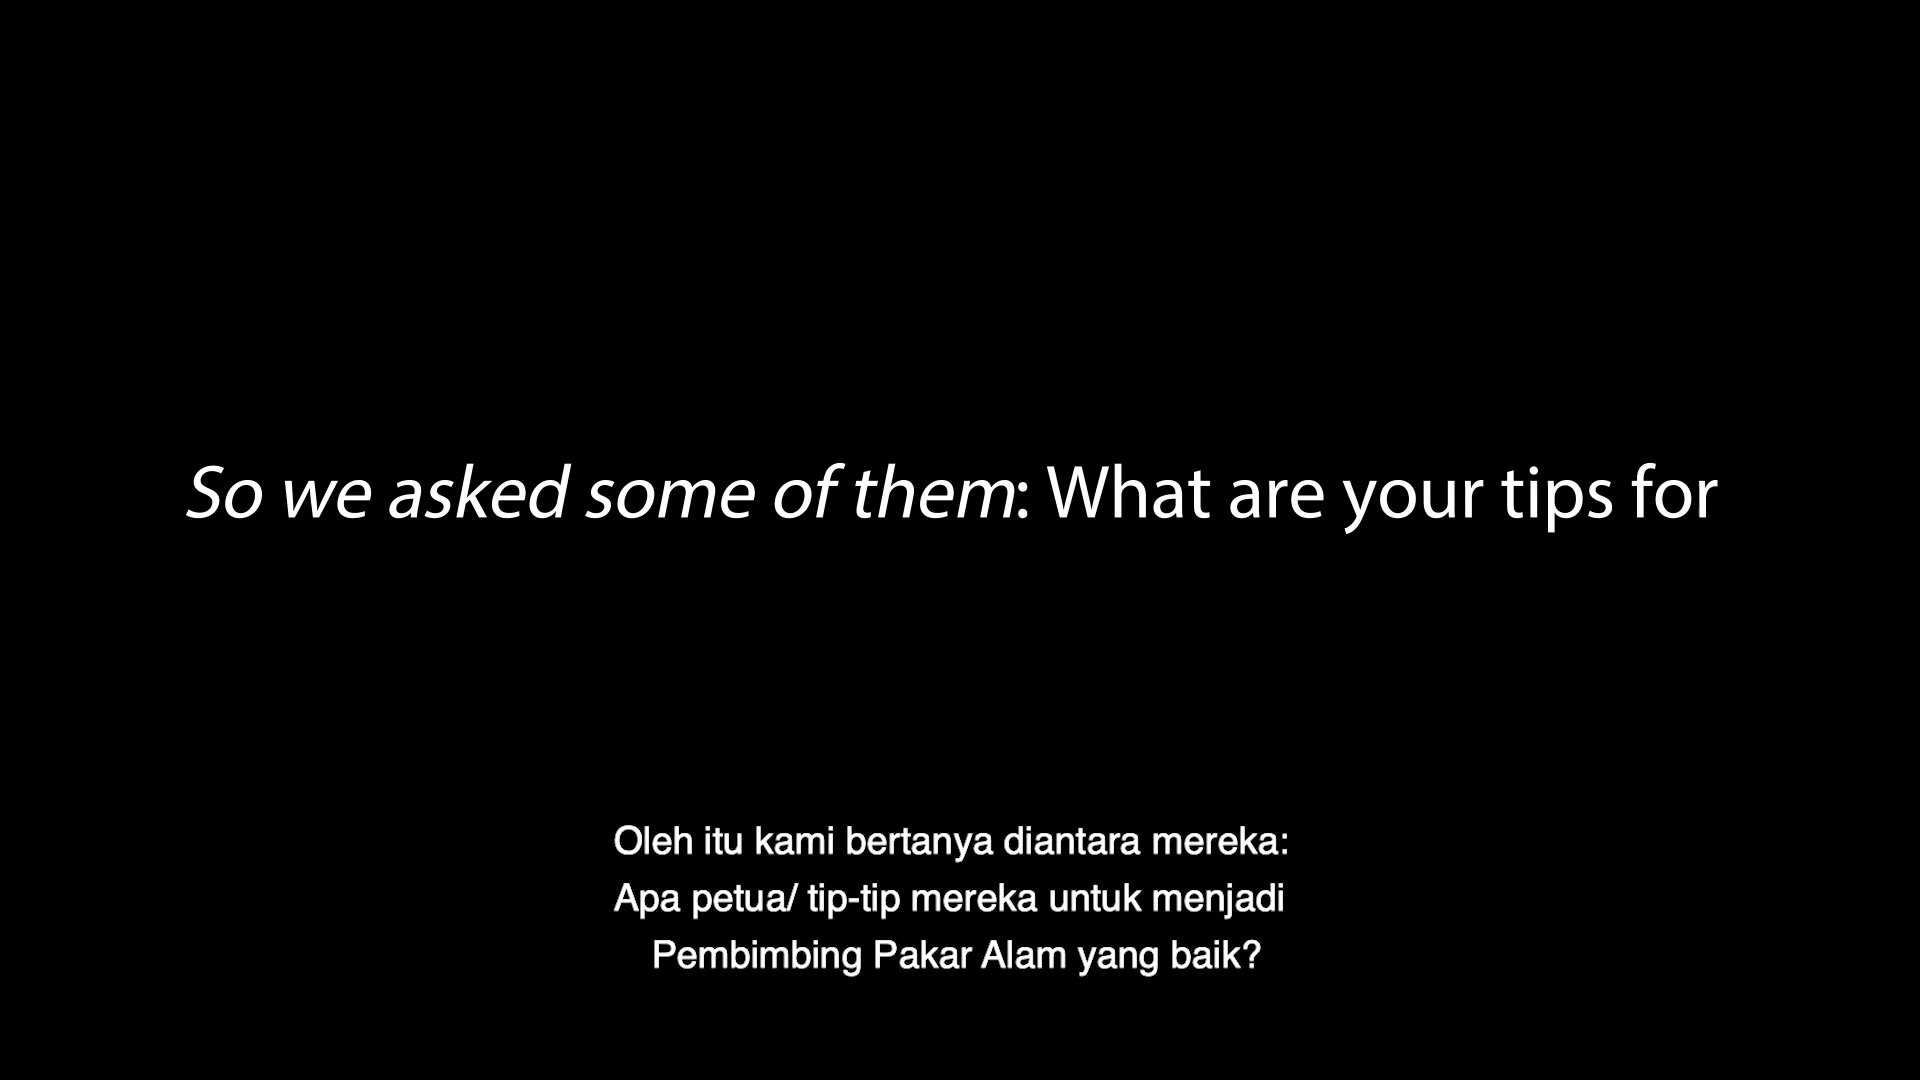 So we asked some of them: What are your tips for
Oleh itu kami bertanya diantara mereka:
Apa petua/ tip-tip mereka untuk menjadi
Pembimbing Pakar Alam yang baik?